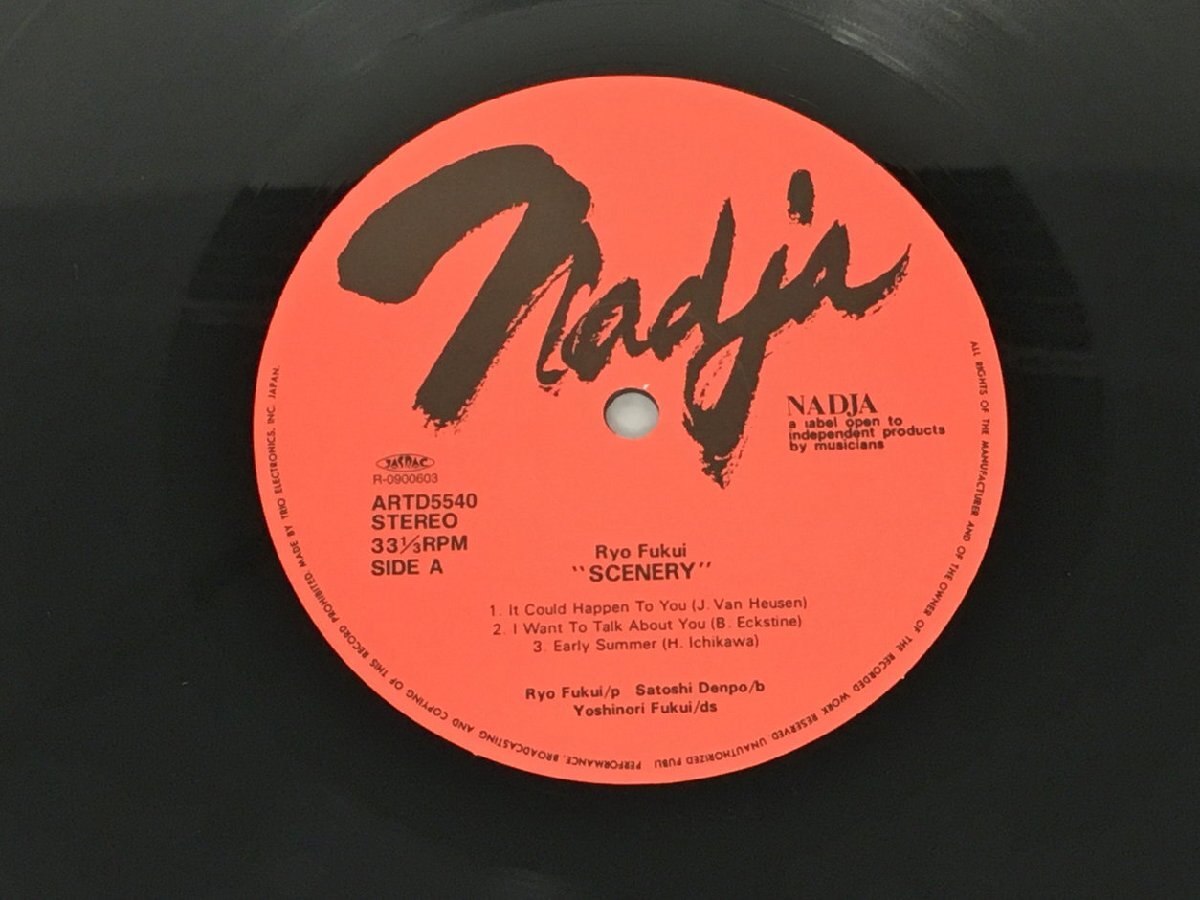 Nadja
NADJA
a label open to
independent products
by musicians
JASRAC
R-0900603
ARTD5540
STEREO
33⅓RPM
SIDE A
Ryo Fukui
"SCENERY"
1. It Could Happen To You (J. Van Heusen)
2. I Want To Talk About You (B. Eckstine)
3. Early Summer (H. Ichikawa)
Ryo Fukui/p Satoshi Denpo/b
Yoshinori Fukui/ds
ALL RIGHTS OF THE MANUFACTURER AND OF THE OWNER OF THE RECORDED WORK RESERVED. UNAUTHORIZED PERFORMANCE, BROADCASTING AND COPYING OF THIS RECORD PROHIBITED. MADE BY TRIO ELECTRONICS, INC. JAPAN.